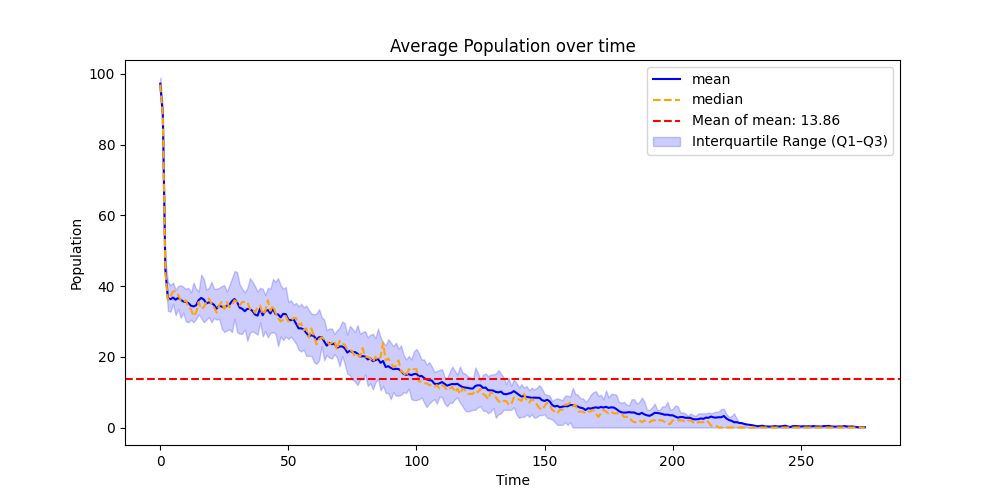 Average Population over time
100
80
60
40
20
0
Population
mean
median
Mean of mean: 13.86
Interquartile Range (Q1–Q3)
0
50
100
150
200
250
Time